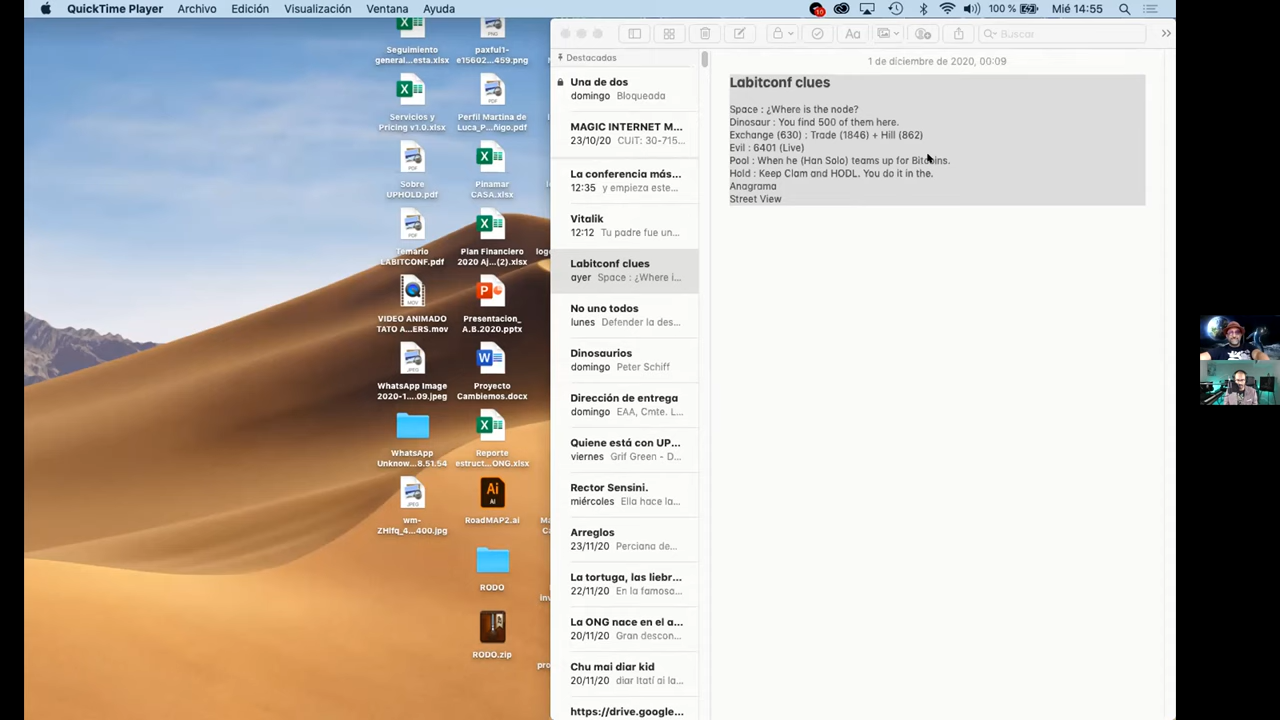 QuickTime Player Archivo Edición Visualización Ventana Ayuda
100 % Mié 14:55
Seguimiento
general...esta.xlsx
paxful1-
e15602...459.png
Servicios y
Pricing v1.0.xlsx
Perfil Martina de
Luca_P...ñigo.pdf
Sobre
UPHOLD.pdf
Pinamar
CASA.xlsx
Temario
LABITCONF.pdf
Plan Financiero
2020 Aj...(2).xlsx
VIDEO ANIMADO
TATO A...ERS.mov
Presentacion_
A.B.2020.pptx
WhatsApp Image
2020-1....09.jpeg
Proyecto
Cambiemos.docx
WhatsApp
Unknow...8.51.54
Reporte
estruct...ONG.xlsx
wm-
ZHlfq_4...400.jpg
RoadMAP2.ai
RODO
RODO.zip
Buscar
Destacadas
Una de dos
domingo Bloqueada
MAGIC INTERNET M...
23/10/20 CUIT: 30-715...
La conferencia más...
12:35 y empieza este...
Vitalik
12:12 Tu padre fue un...
Labitconf clues
ayer Space : ¿Where i...
No uno todos
lunes Defender la des...
Dinosaurios
domingo Peter Schiff
Dirección de entrega
domingo EAA, Cmte. L...
Quiene está con UP...
viernes Grif Green - D...
Rector Sensini.
miércoles Ella hace la...
Arreglos
23/11/20 Perciana de...
La tortuga, las liebr...
22/11/20 En la famosa...
La ONG nace en el a...
20/11/20 Gran descon...
Chu mai diar kid
20/11/20 diar Itatí ai la...
https://drive.google...
1 de diciembre de 2020, 00:09
Labitconf clues
Space : ¿Where is the node?
Dinosaur : You find 500 of them here.
Exchange (630) : Trade (1846) + Hill (862)
Evil : 6401 (Live)
Pool : When he (Han Solo) teams up for Bitcoins.
Hold : Keep Clam and HODL. You do it in the.
Anagrama
Street View